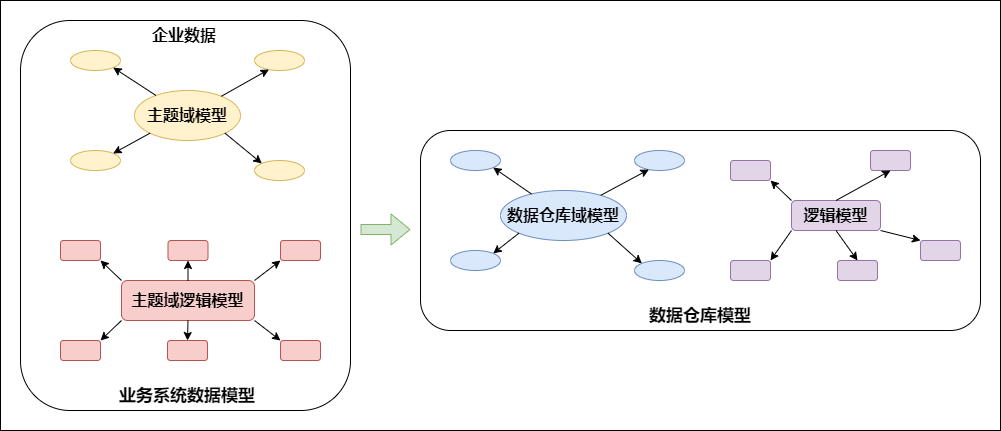 企业数据
主题域模型
主题域逻辑模型
业务系统数据模型
数据仓库域模型
逻辑模型
数据仓库模型